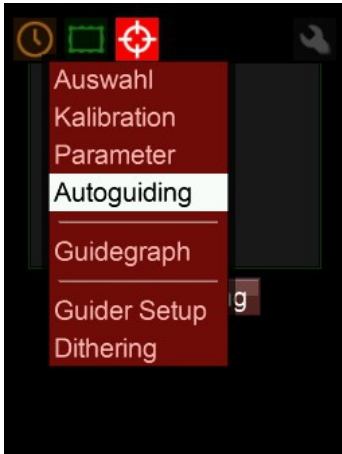 Auswahl
Kalibration
Parameter
Autoguiding
Guidegraph
g
Guider Setup
Dithering